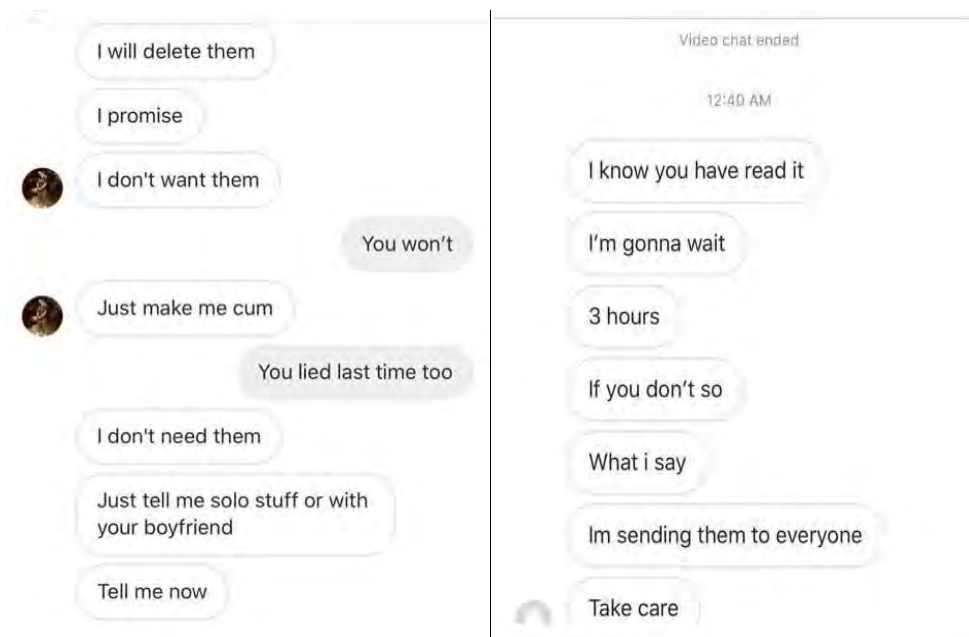 I will delete them
I promise
I don't want them
You won't
Just make me cum
You lied last time too
I don't need them
Just tell me solo stuff or with
your boyfriend
Tell me now
Video chat ended
12:40 AM
I know you have read it
I'm gonna wait
3 hours
If you don't so
What i say
Im sending them to everyone
Take care